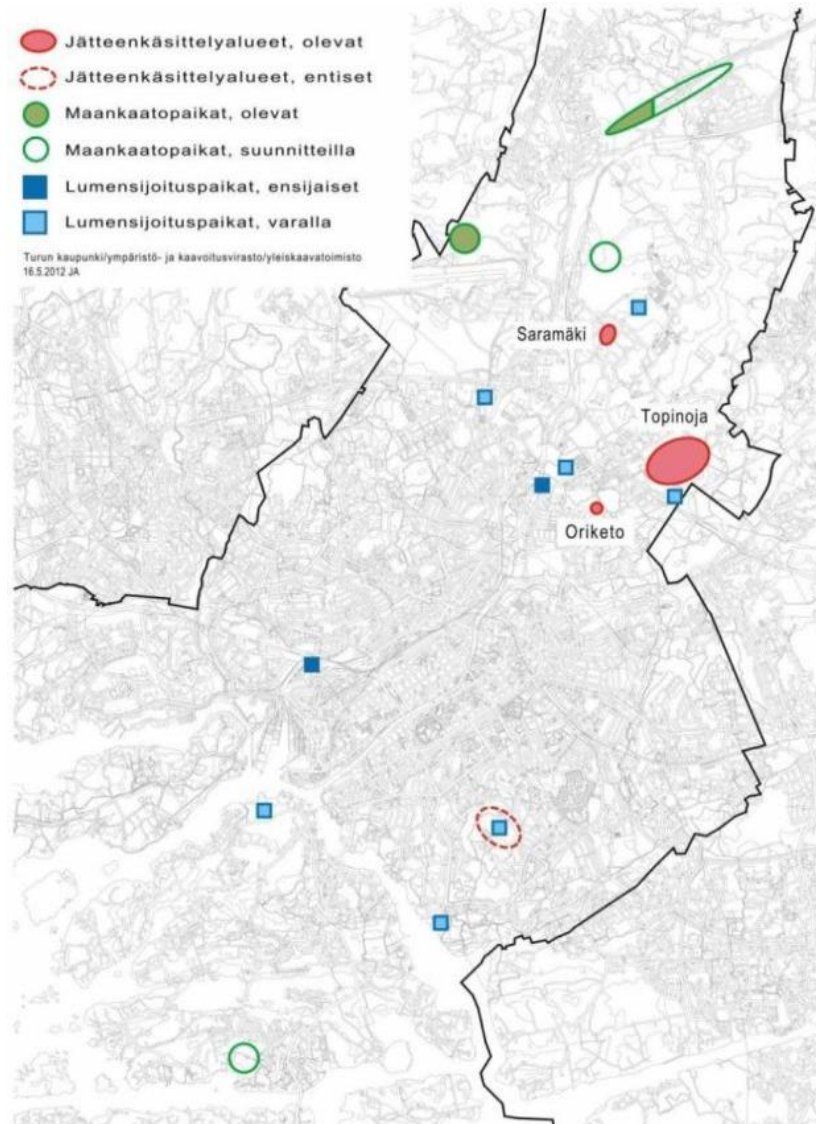 Jätteenkäsittelyalueet, olevat
Jätteenkäsittelyalueet, entiset
Maankaatopaikat, olevat
Maankaatopaikat, suunnitteilla
Lumensijoituspaikat, ensijaiset
Lumensijoituspaikat, varalla
Turun kaupunki/ympäristö- ja kaavoitusvirasto/yleiskaavatoimisto
16.5.2012 JA
Saramäki
Topinoja
Oriketo